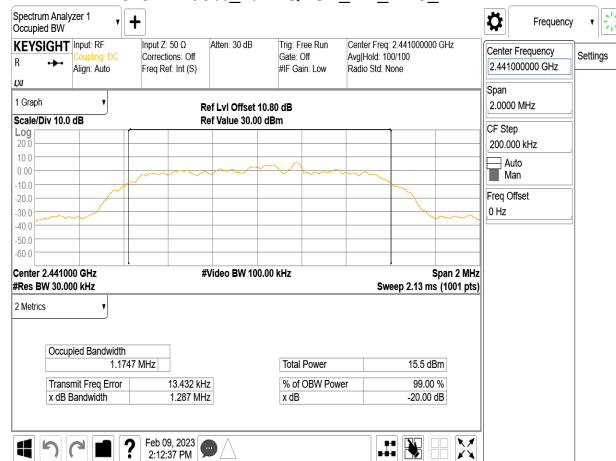 Spectrum Analyzer 1
Occupied BW
Frequency
KEYSIGHT
R
Input: RF
Coupling: DC
Align: Auto
Input Z: 50 Ω
Corrections: Off
Freq Ref: Int (S)
Atten: 30 dB
Trig: Free Run
Gate: Off
#IF Gain: Low
Center Freq: 2.441000000 GHz
Avg|Hold: 100/100
Radio Std: None
Center Frequency
2.441000000 GHz
Settings
Span
2.0000 MHz
CF Step
200.000 kHz
Auto
Man
Freq Offset
0 Hz
1 Graph
Scale/Div 10.0 dB
Ref Lvl Offset 10.80 dB
Ref Value 30.00 dBm
Log
20.0
10.0
0.00
-10.0
-20.0
-30.0
-40.0
-50.0
-60.0
Center 2.441000 GHz
#Res BW 30.000 kHz
#Video BW 100.00 kHz
Span 2 MHz
Sweep 2.13 ms (1001 pts)
2 Metrics
Occupied Bandwidth
1.1747 MHz
Total Power 15.5 dBm
Transmit Freq Error 13.432 kHz
% of OBW Power 99.00 %
x dB Bandwidth 1.287 MHz
x dB -20.00 dB
Feb 09, 2023
2:12:37 PM